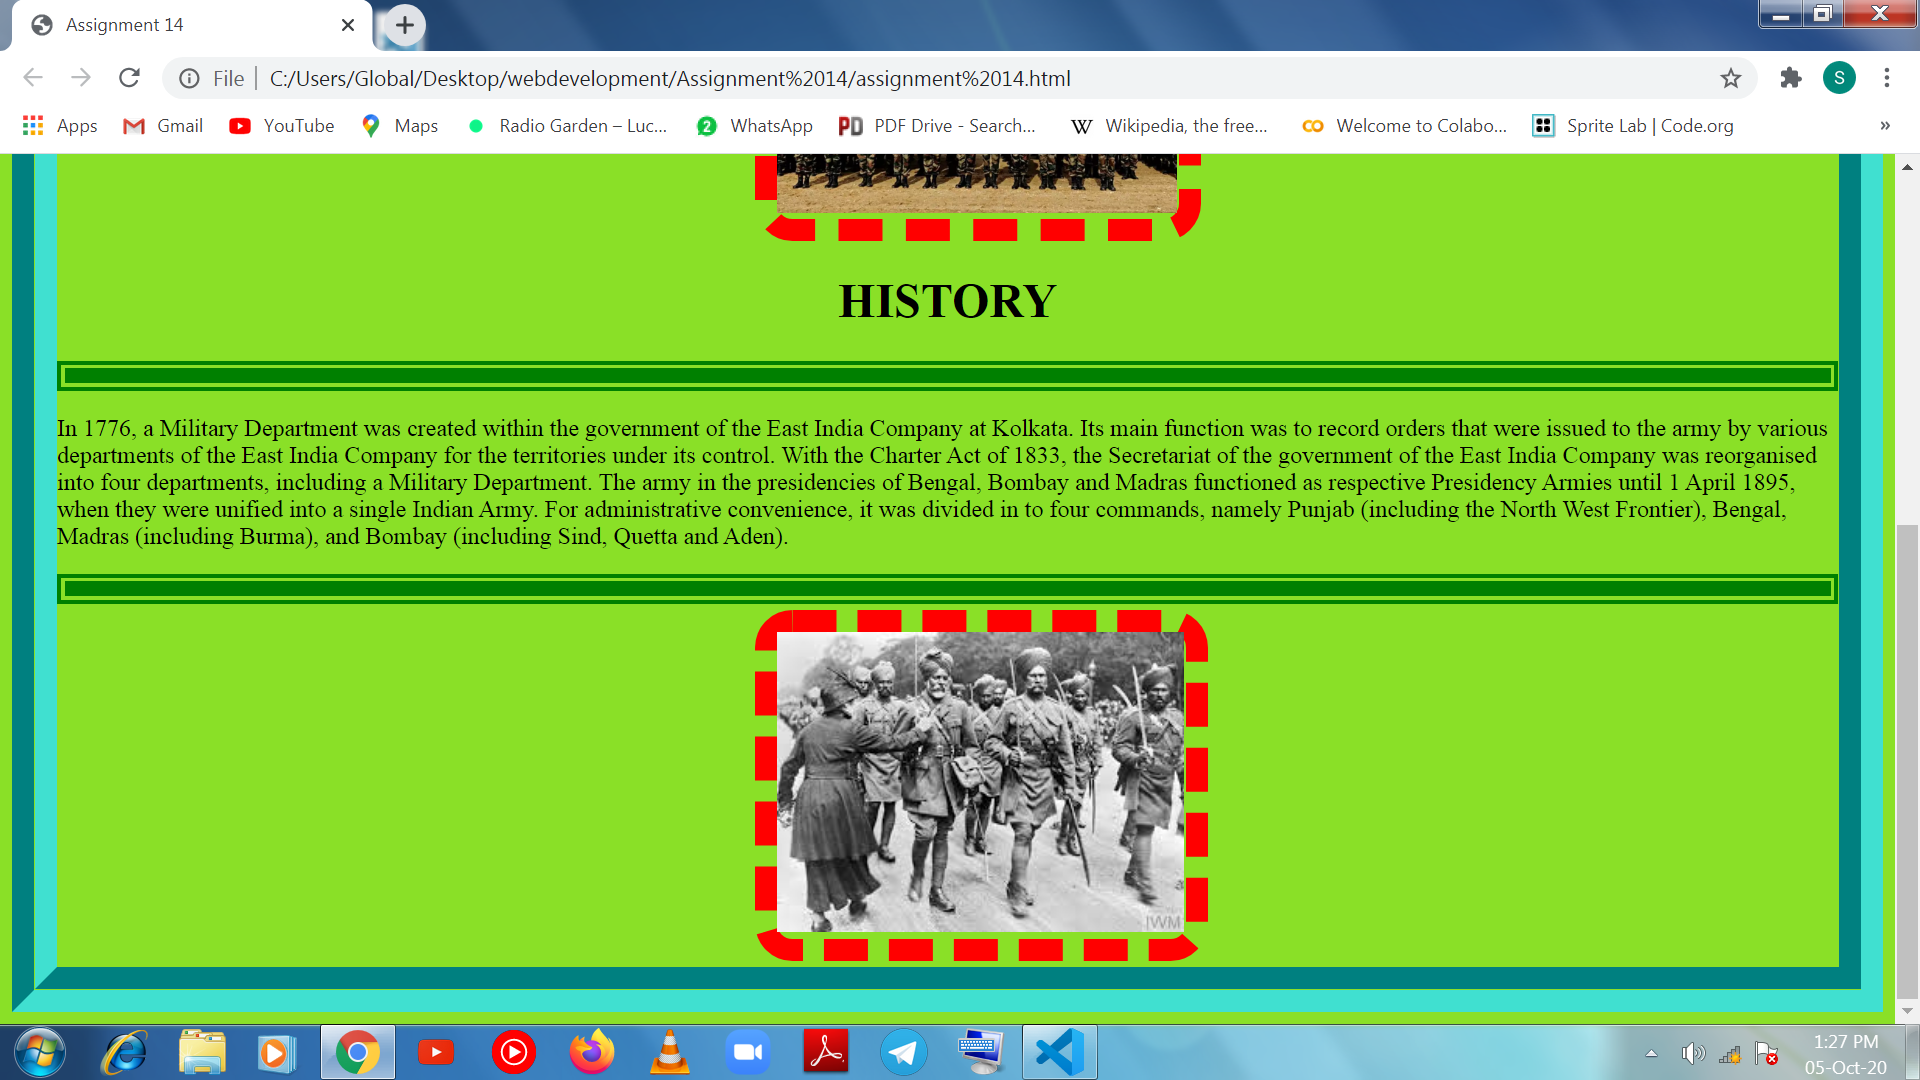 Assignment 14
File C:/Users/Global/Desktop/webdevelopment/Assignment%2014/assignment%2014.html
S
Apps Gmail YouTube Maps Radio Garden – Luc... 2 WhatsApp PD PDF Drive - Search... W Wikipedia, the free... Welcome to Colabo... Sprite Lab | Code.org »
HISTORY
In 1776, a Military Department was created within the government of the East India Company at Kolkata. Its main function was to record orders that were issued to the army by various
departments of the East India Company for the territories under its control. With the Charter Act of 1833, the Secretariat of the government of the East India Company was reorganised
into four departments, including a Military Department. The army in the presidencies of Bengal, Bombay and Madras functioned as respective Presidency Armies until 1 April 1895,
when they were unified into a single Indian Army. For administrative convenience, it was divided in to four commands, namely Punjab (including the North West Frontier), Bengal,
Madras (including Burma), and Bombay (including Sind, Quetta and Aden).
IWM
1:27 PM
05-Oct-20